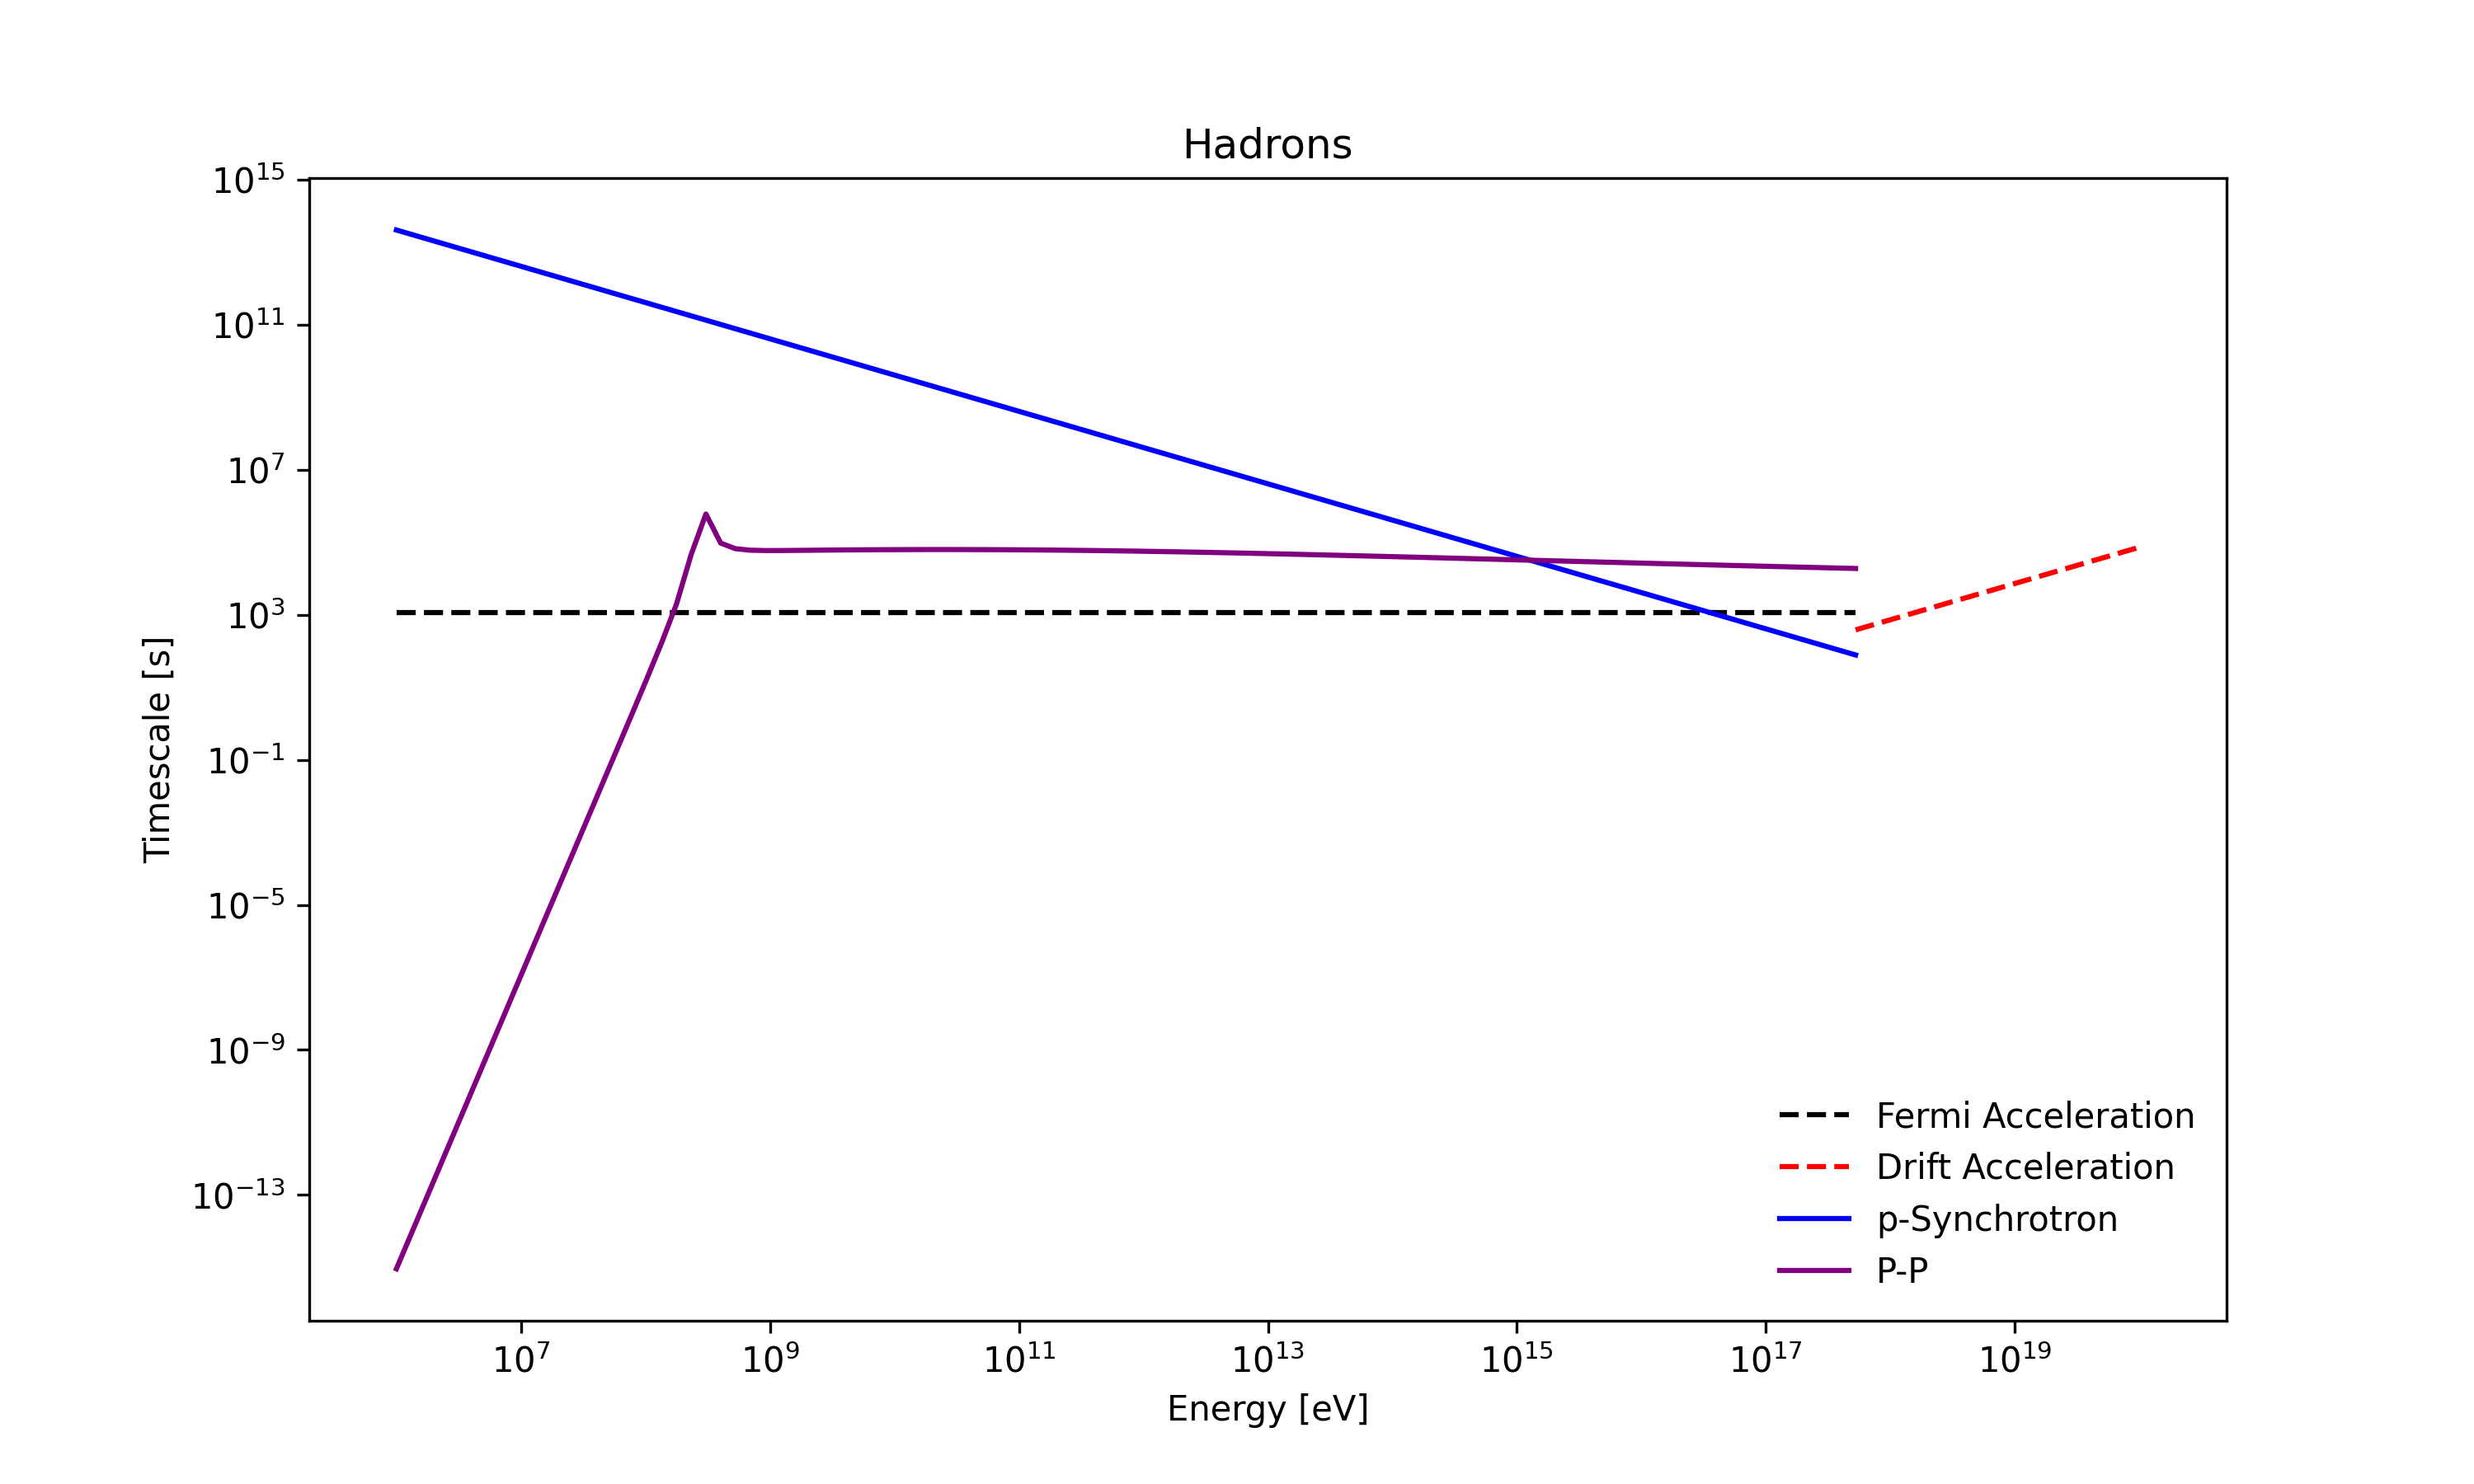 Hadrons
10^15
10^11
10^7
10^3
10^−1
10^−5
10^−9
10^−13
Timescale [s]
Fermi Acceleration
Drift Acceleration
p-Synchrotron
P-P
10^7 10^9 10^11 10^13 10^15 10^17 10^19
Energy [eV]